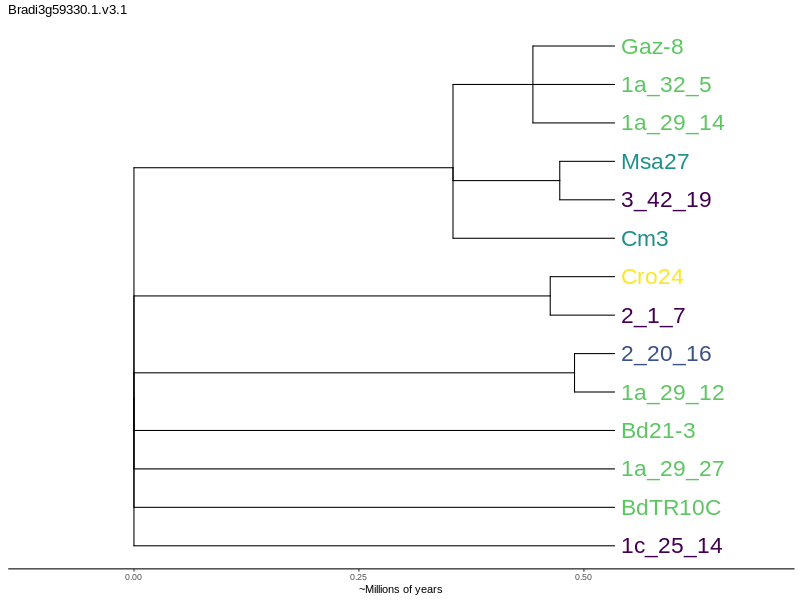 Bradi3g59330.1.v3.1
Gaz-8
1a_32_5
1a_29_14
Msa27
3_42_19
Cm3
Cro24
2_1_7
2_20_16
1a_29_12
Bd21-3
1a_29_27
BdTR10C
1c_25_14
0.00 0.25 0.50
~Millions of years